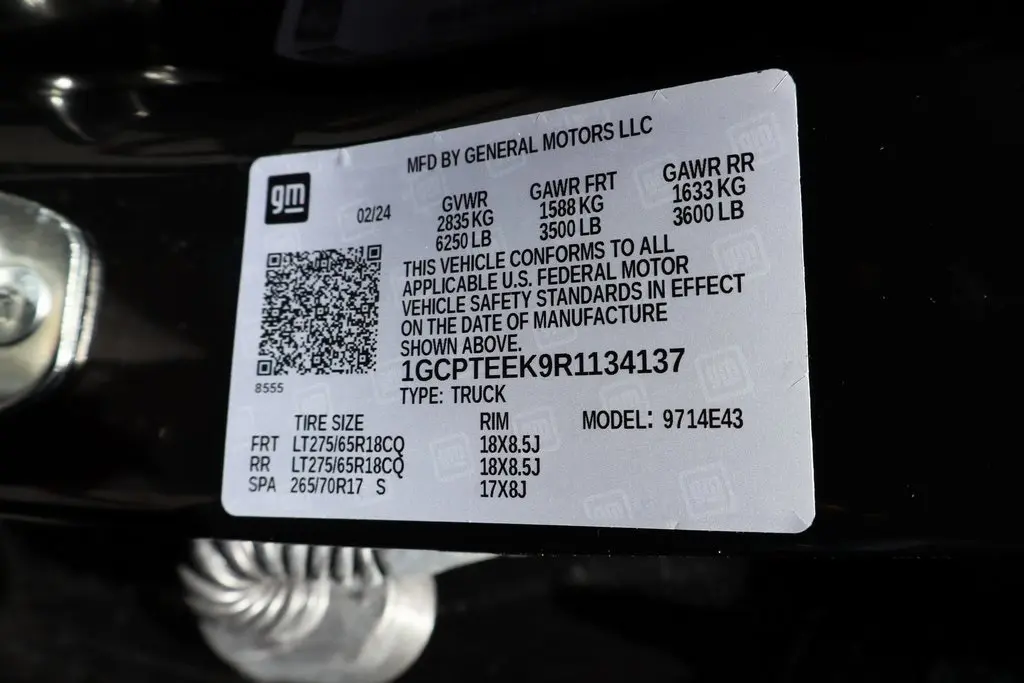 MFD BY GENERAL MOTORS LLC
gm
02/24
GVWR GAWR FRT GAWR RR
2835 KG 1588 KG 1633 KG
6250 LB 3500 LB 3600 LB
THIS VEHICLE CONFORMS TO ALL
APPLICABLE U.S. FEDERAL MOTOR
VEHICLE SAFETY STANDARDS IN EFFECT
ON THE DATE OF MANUFACTURE
SHOWN ABOVE.
8555
1GCPTEEK9R1134137
TYPE: TRUCK
TIRE SIZE RIM MODEL: 9714E43
FRT LT275/65R18CQ 18X8.5J
RR LT275/65R18CQ 18X8.5J
SPA 265/70R17 S 17X8J